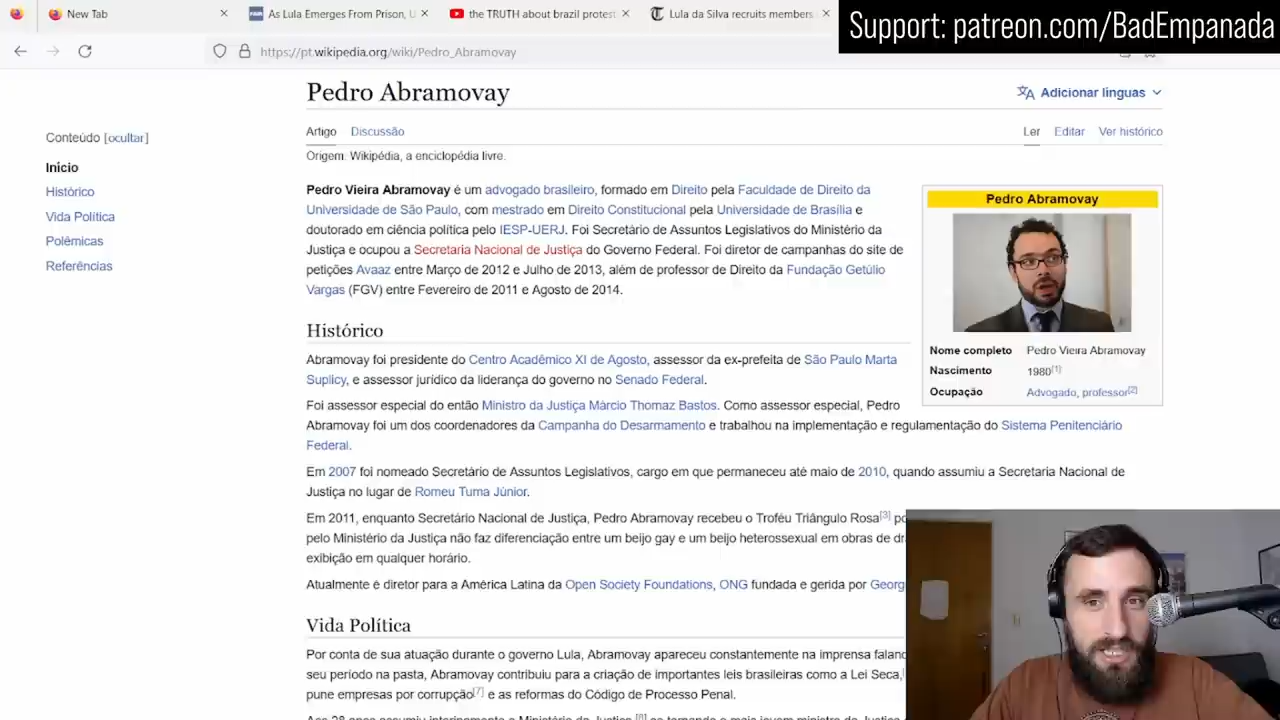 New Tab
As Lula Emerges From Prison, U
the TRUTH about brazil protest
Lula da Silva recruits members
Support: patreon.com/BadEmpanada
https://pt.wikipedia.org/wiki/Pedro_Abramovay
Pedro Abramovay
Adicionar línguas
Conteúdo [ocultar]
Início
Histórico
Vida Política
Polêmicas
Referências
Artigo Discussão
Ler Editar Ver histórico
Origem: Wikipédia, a enciclopédia livre.
Pedro Vieira Abramovay é um advogado brasileiro, formado em Direito pela Faculdade de Direito da
Universidade de São Paulo, com mestrado em Direito Constitucional pela Universidade de Brasília e
doutorado em ciência política pelo IESP-UERJ. Foi Secretário de Assuntos Legislativos do Ministério da
Justiça e ocupou a Secretaria Nacional de Justiça do Governo Federal. Foi diretor de campanhas do site de
petições Avaaz entre Março de 2012 e Julho de 2013, além de professor de Direito da Fundação Getúlio
Vargas (FGV) entre Fevereiro de 2011 e Agosto de 2014.
Pedro Abramovay
Nome completo Pedro Vieira Abramovay
Nascimento 1980[1]
Ocupação Advogado, professor[2]
Histórico
Abramovay foi presidente do Centro Acadêmico XI de Agosto, assessor da ex-prefeita de São Paulo Marta
Suplicy, e assessor jurídico da liderança do governo no Senado Federal.
Foi assessor especial do então Ministro da Justiça Márcio Thomaz Bastos. Como assessor especial, Pedro
Abramovay foi um dos coordenadores da Campanha do Desarmamento e trabalhou na implementação e regulamentação do Sistema Penitenciário
Federal.
Em 2007 foi nomeado Secretário de Assuntos Legislativos, cargo em que permaneceu até maio de 2010, quando assumiu a Secretaria Nacional de
Justiça no lugar de Romeu Tuma Júnior.
Em 2011, enquanto Secretário Nacional de Justiça, Pedro Abramovay recebeu o Troféu Triângulo Rosa[3] po
pelo Ministério da Justiça não faz diferenciação entre um beijo gay e um beijo heterossexual em obras de dr
exibição em qualquer horário.
Atualmente é diretor para a América Latina da Open Society Foundations, ONG fundada e gerida por Georg
Vida Política
Por conta de sua atuação durante o governo Lula, Abramovay apareceu constantemente na imprensa faland
seu período na pasta, Abramovay contribuiu para a criação de importantes leis brasileiras como a Lei Seca,
pune empresas por corrupção[7] e as reformas do Código de Processo Penal.